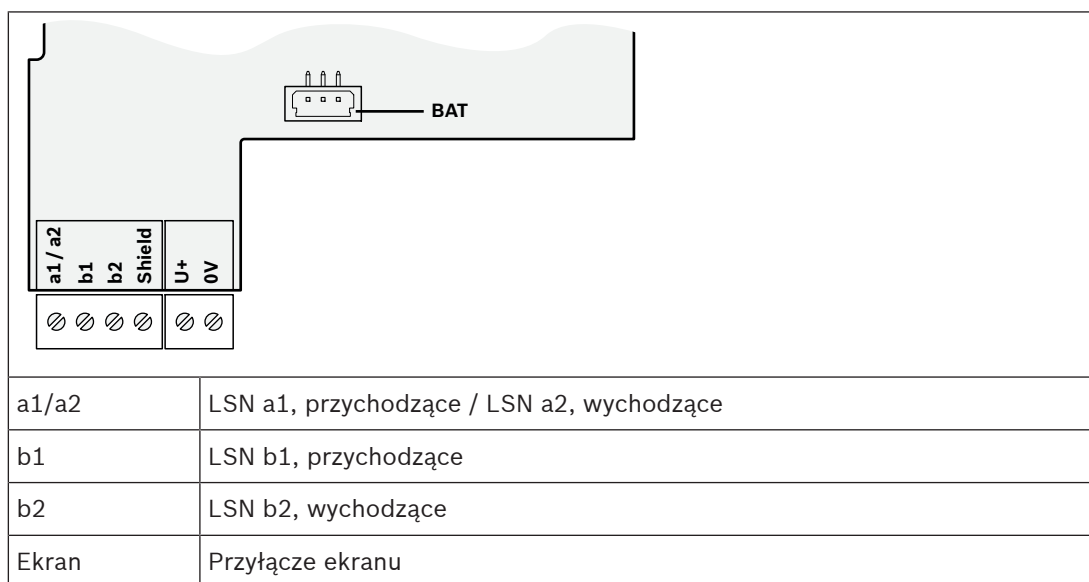 BAT
a1/a2
b1
b2
Shield
U+
0V
a1/a2 LSN a1, przychodzące / LSN a2, wychodzące
b1 LSN b1, przychodzące
b2 LSN b2, wychodzące
Ekran Przyłącze ekranu